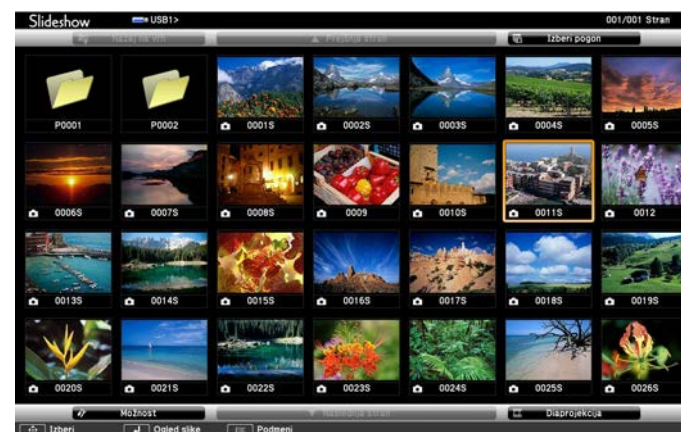 Slideshow USB1> 001/001 Stran
Nazaj na vrh Prejšnja stran Izberi pogon
P0001 P0002 0001S 0002S 0003S 0004S 0005S
0006S 0007S 0008S 0009 0010S 0011S 0012
0013S 0014S 0015S 0016S 0017S 0018S 0019S
0020S 0021S 0022S 0023S 0024S 0025S 0026S
Možnost Naslednja stran Diaprojekcija
Izberi Ogled slike Podmeni